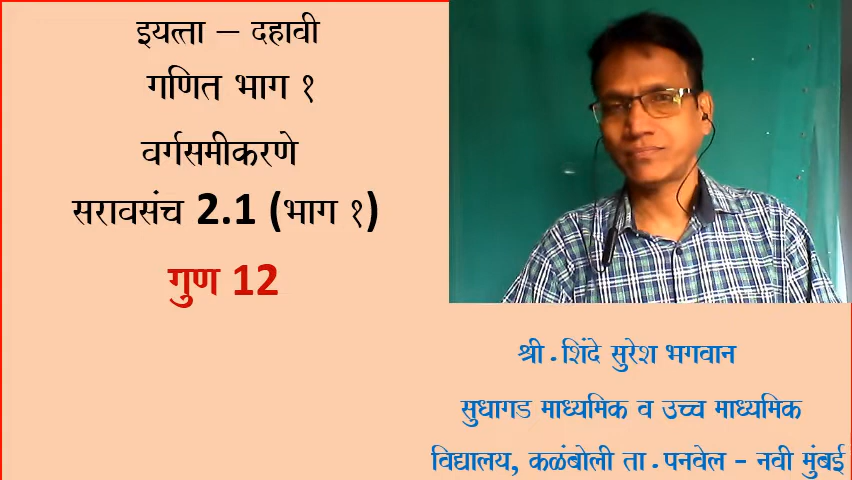 इयत्ता – दहावी
गणित भाग १
वर्गसमीकरणे
सरावसंच 2.1 (भाग १)
गुण 12
श्री .शिंदे सुरेश भगवान
सुधागड माध्यमिक व उच्च माध्यमिक
विद्यालय, कळंबोली ता .पनवेल - नवी मुंबई